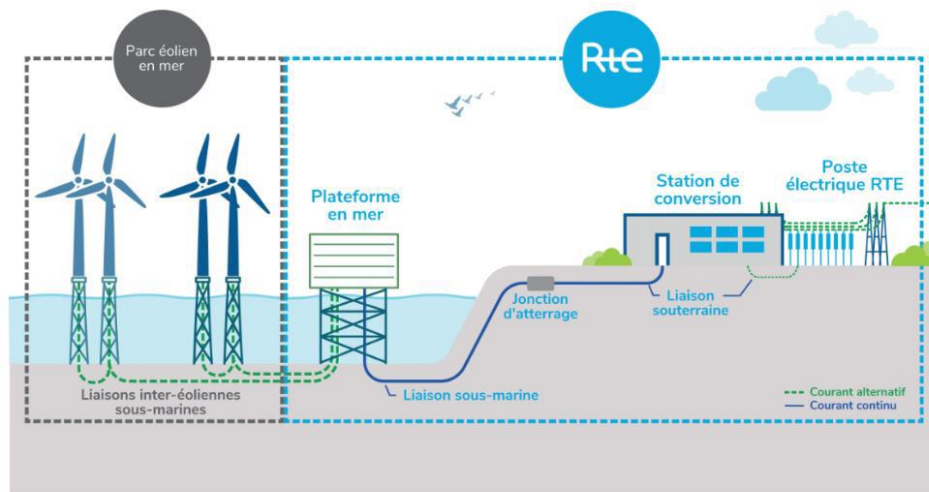 Parc éolien
en mer
Rte
Plateforme
en mer
Station de
conversion
Poste
électrique RTE
Jonction
d'atterrage
Liaison
souterraine
Liaisons inter-éoliennes
sous-marines
Liaison sous-marine
Courant alternatif
Courant continu